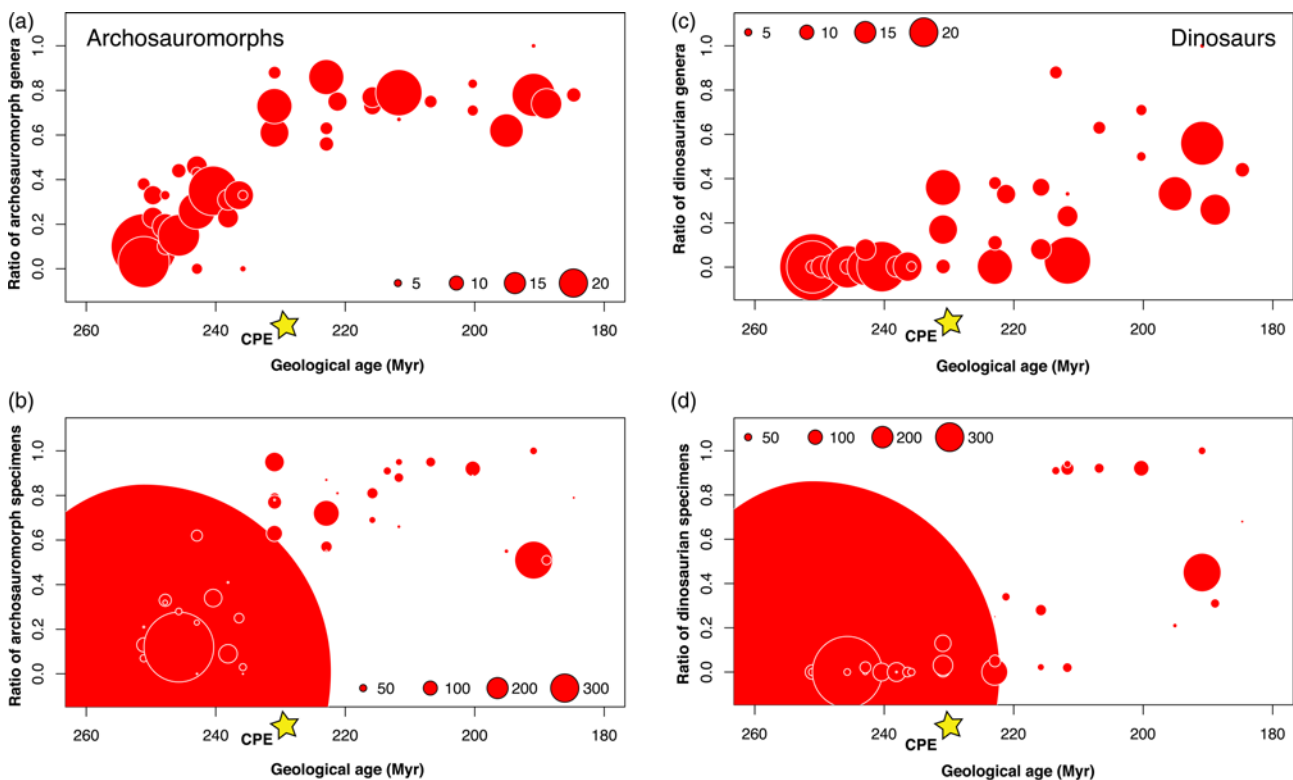 (a)
Archosauromorphs
Ratio of archosauromorph genera
1.0
0.8
0.6
0.4
0.2
0.0
5 10 15 20
260 240 220 200 180
CPE
Geological age (Myr)
(c)
Dinosaurs
Ratio of dinosaurian genera
5 10 15 20
1.0
0.8
0.6
0.4
0.2
0.0
260 240 220 200 180
CPE
Geological age (Myr)
(b)
Ratio of archosauromorph specimens
1.0
0.8
0.6
0.4
0.2
0.0
50 100 200 300
260 240 220 200 180
CPE
Geological age (Myr)
(d)
Ratio of dinosaurian specimens
50 100 200 300
1.0
0.8
0.6
0.4
0.2
0.0
260 240 220 200 180
CPE
Geological age (Myr)